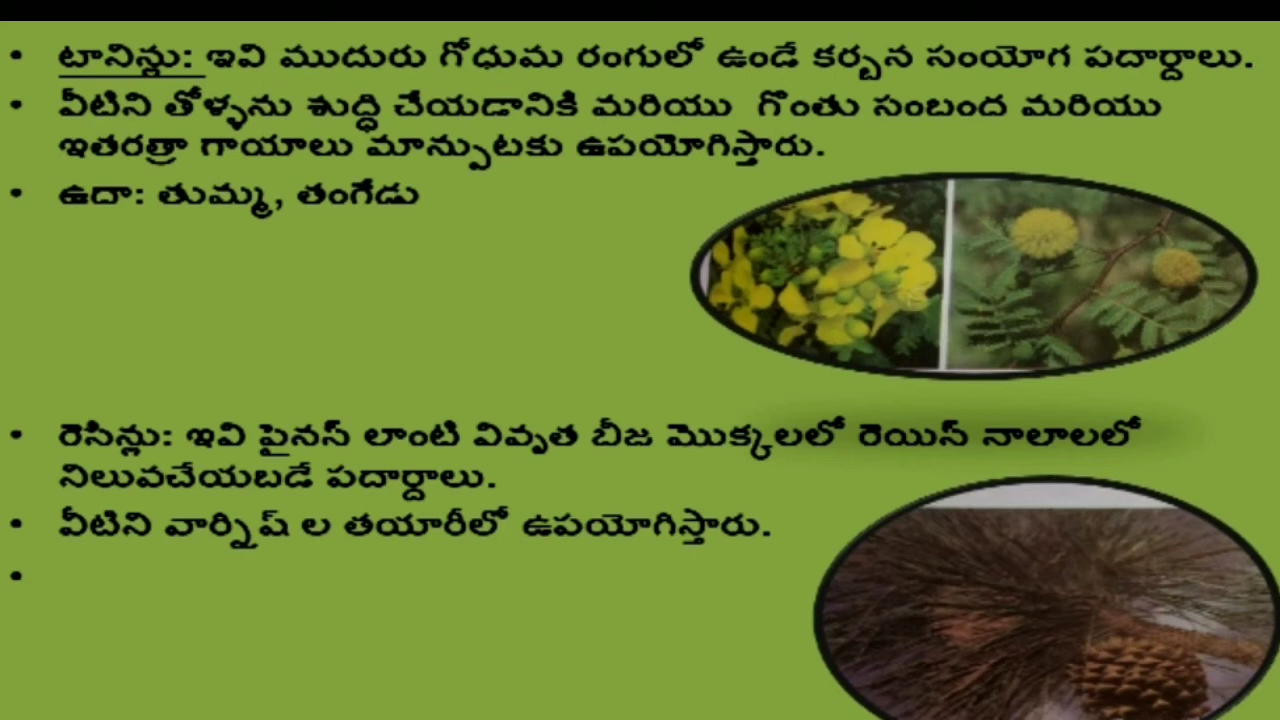 టానిన్లు: ఇవి ముదురు గోధుమ రంగులో ఉండే కర్బన సంయోగ పదార్థాలు.
వీటిని తోళ్ళను శుద్ధి చేయడానికి మరియు గొంతు సంబంద మరియు
ఇతరత్రా గాయాలు మాన్పుటకు ఉపయోగిస్తారు.
ఉదా: తుమ్మ, తంగేడు
రెసిన్లు: ఇవి పైనస్ లాంటి వివృత బీజ మొక్కలలో రెయిస్ నాలాలలో
నిలువచేయబడే పదార్థాలు.
వీటిని వార్నిష్ ల తయారీలో ఉపయోగిస్తారు.